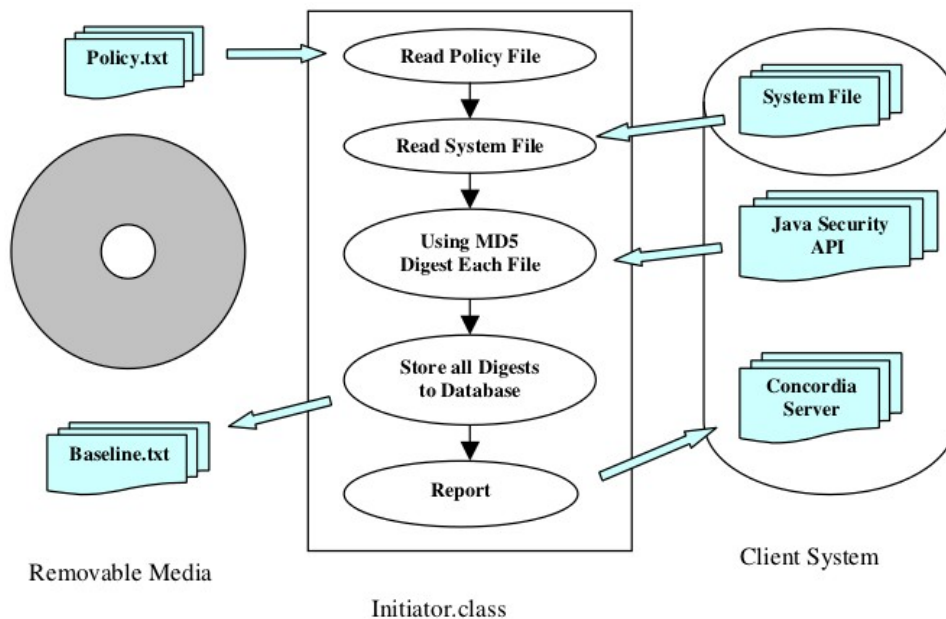 Policy.txt
Read Policy File
System File
Read System File
Java Security
API
Using MD5
Digest Each File
Store all Digests
to Database
Concordia
Server
Baseline.txt
Report
Removable Media
Client System
Initiator.class